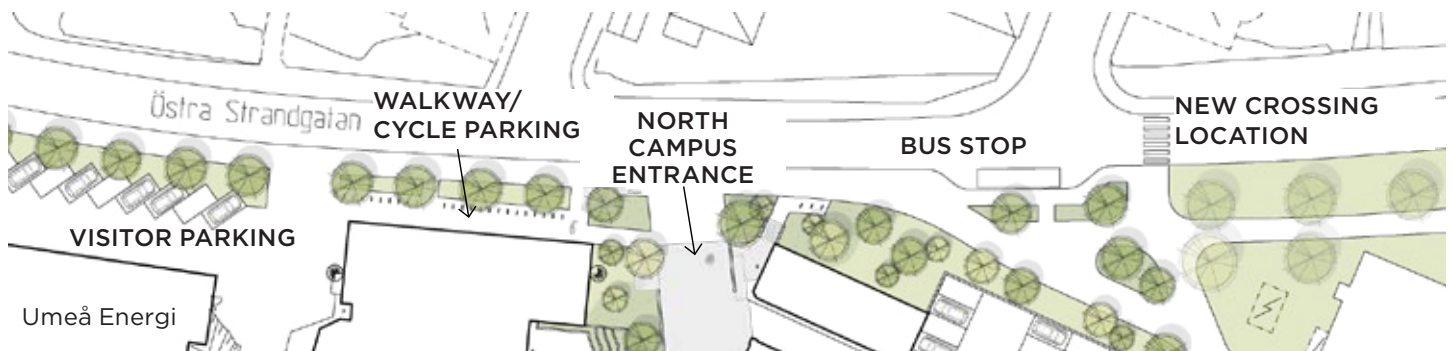 Östra Strandgatan
WALKWAY/
CYCLE PARKING
NORTH
CAMPUS
ENTRANCE
BUS STOP
NEW CROSSING
LOCATION
VISITOR PARKING
Umeå Energi